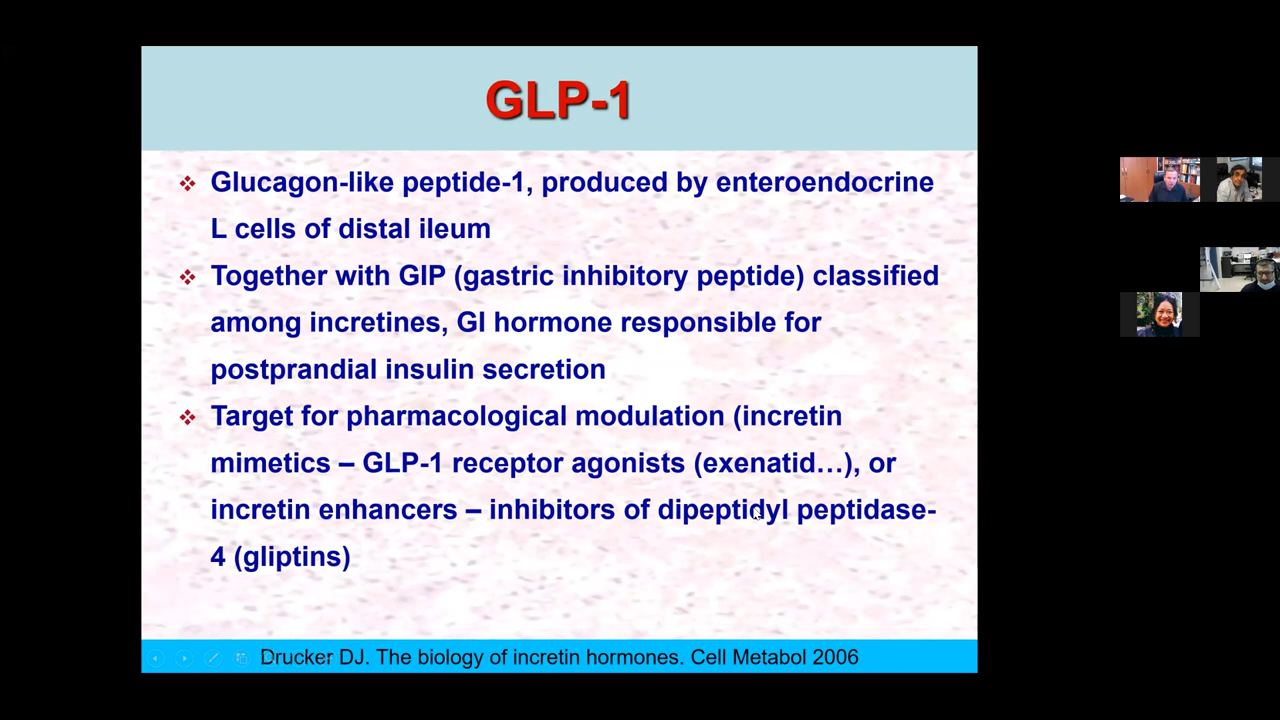 GLP-1
❖ Glucagon-like peptide-1, produced by enteroendocrine
L cells of distal ileum
❖ Together with GIP (gastric inhibitory peptide) classified
among incretines, GI hormone responsible for
postprandial insulin secretion
❖ Target for pharmacological modulation (incretin
mimetics – GLP-1 receptor agonists (exenatid…), or
incretin enhancers – inhibitors of dipeptidyl peptidase-
4 (gliptins)
Drucker DJ. The biology of incretin hormones. Cell Metabol 2006